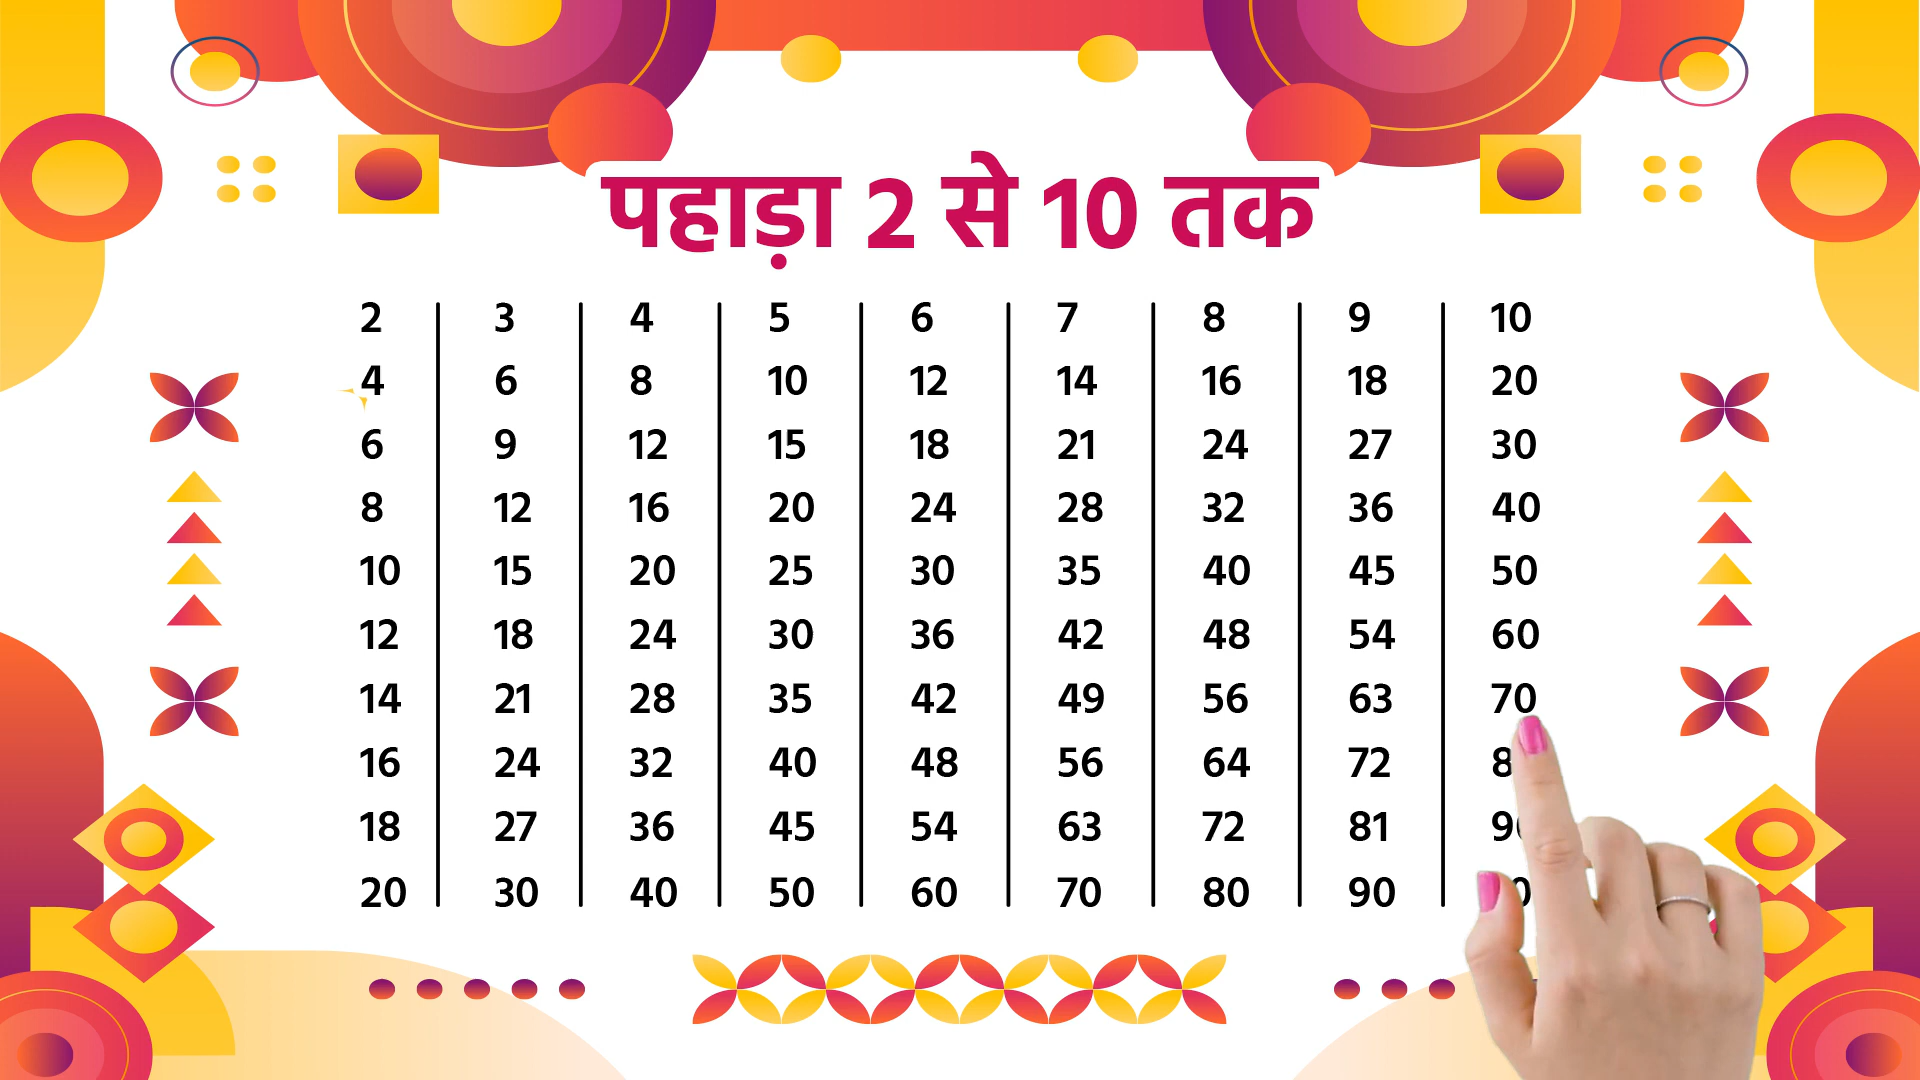 पहाड़ा 2 से 10 तक
2 3 4 5 6 7 8 9 10
4 6 8 10 12 14 16 18 20
6 9 12 15 18 21 24 27 30
8 12 16 20 24 28 32 36 40
10 15 20 25 30 35 40 45 50
12 18 24 30 36 42 48 54 60
14 21 28 35 42 49 56 63 70
16 24 32 40 48 56 64 72
18 27 36 45 54 63 72 81
20 30 40 50 60 70 80 90